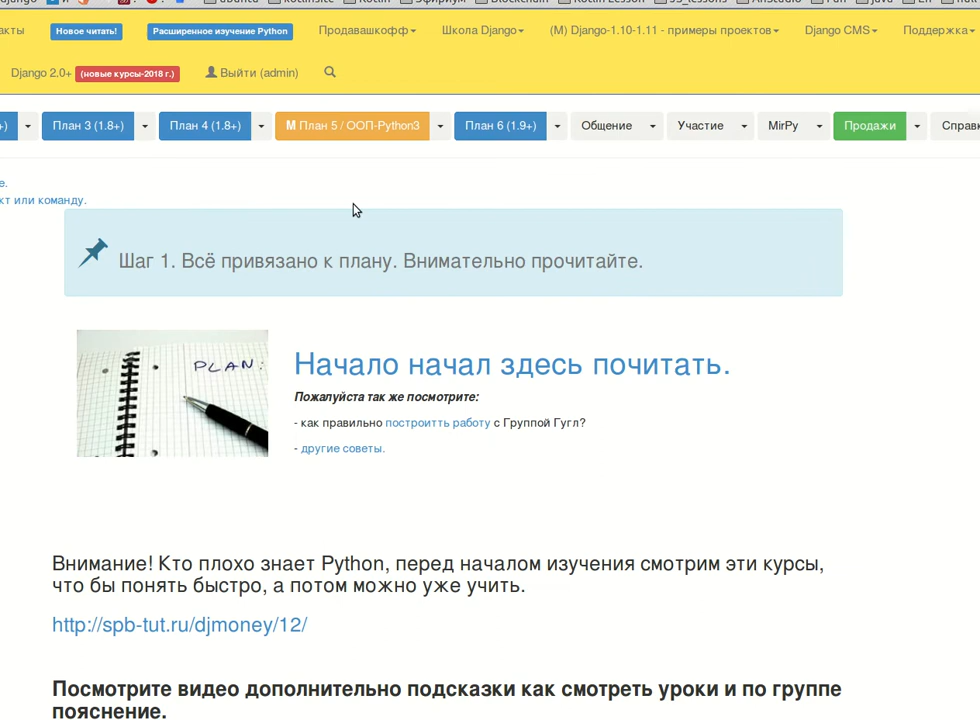 акты Новое читать! Расширенное изучение Python Продавашкофф Школа Django (M) Django-1.10-1.11 - примеры проектов Django CMS Поддержка
Django 2.0+ (новые курсы-2018 г.) Выйти (admin)
План 3 (1.8+) План 4 (1.8+) М План 5 / ООП-Python3 План 6 (1.9+) Общение Участие MirPy Продажи
е.
кт или команду.
Шаг 1. Всё привязано к плану. Внимательно прочитайте.
PLAN:
Начало начал здесь почитать.
Пожалуйста так же посмотрите:
- как правильно построитть работу с Группой Гугл?
- другие советы.
Внимание! Кто плохо знает Python, перед началом изучения смотрим эти курсы,
что бы понять быстро, а потом можно уже учить.
http://spb-tut.ru/djmoney/12/
Посмотрите видео дополнительно подсказки как смотреть уроки и по группе
пояснение.